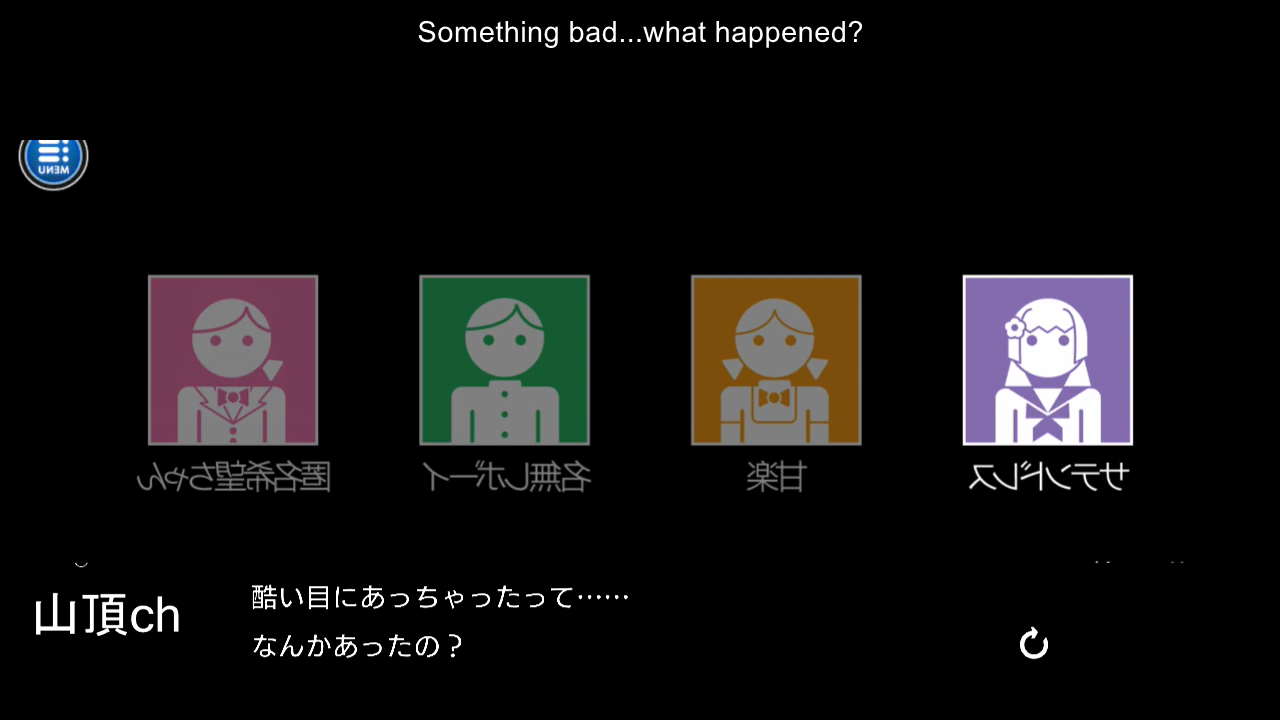 Something bad...what happened?
MENU
匿名希望ちゃん
名無しボーイ
甘楽
サテンドレス
山頂ch
酷い目にあっちゃったって……
なんかあったの？